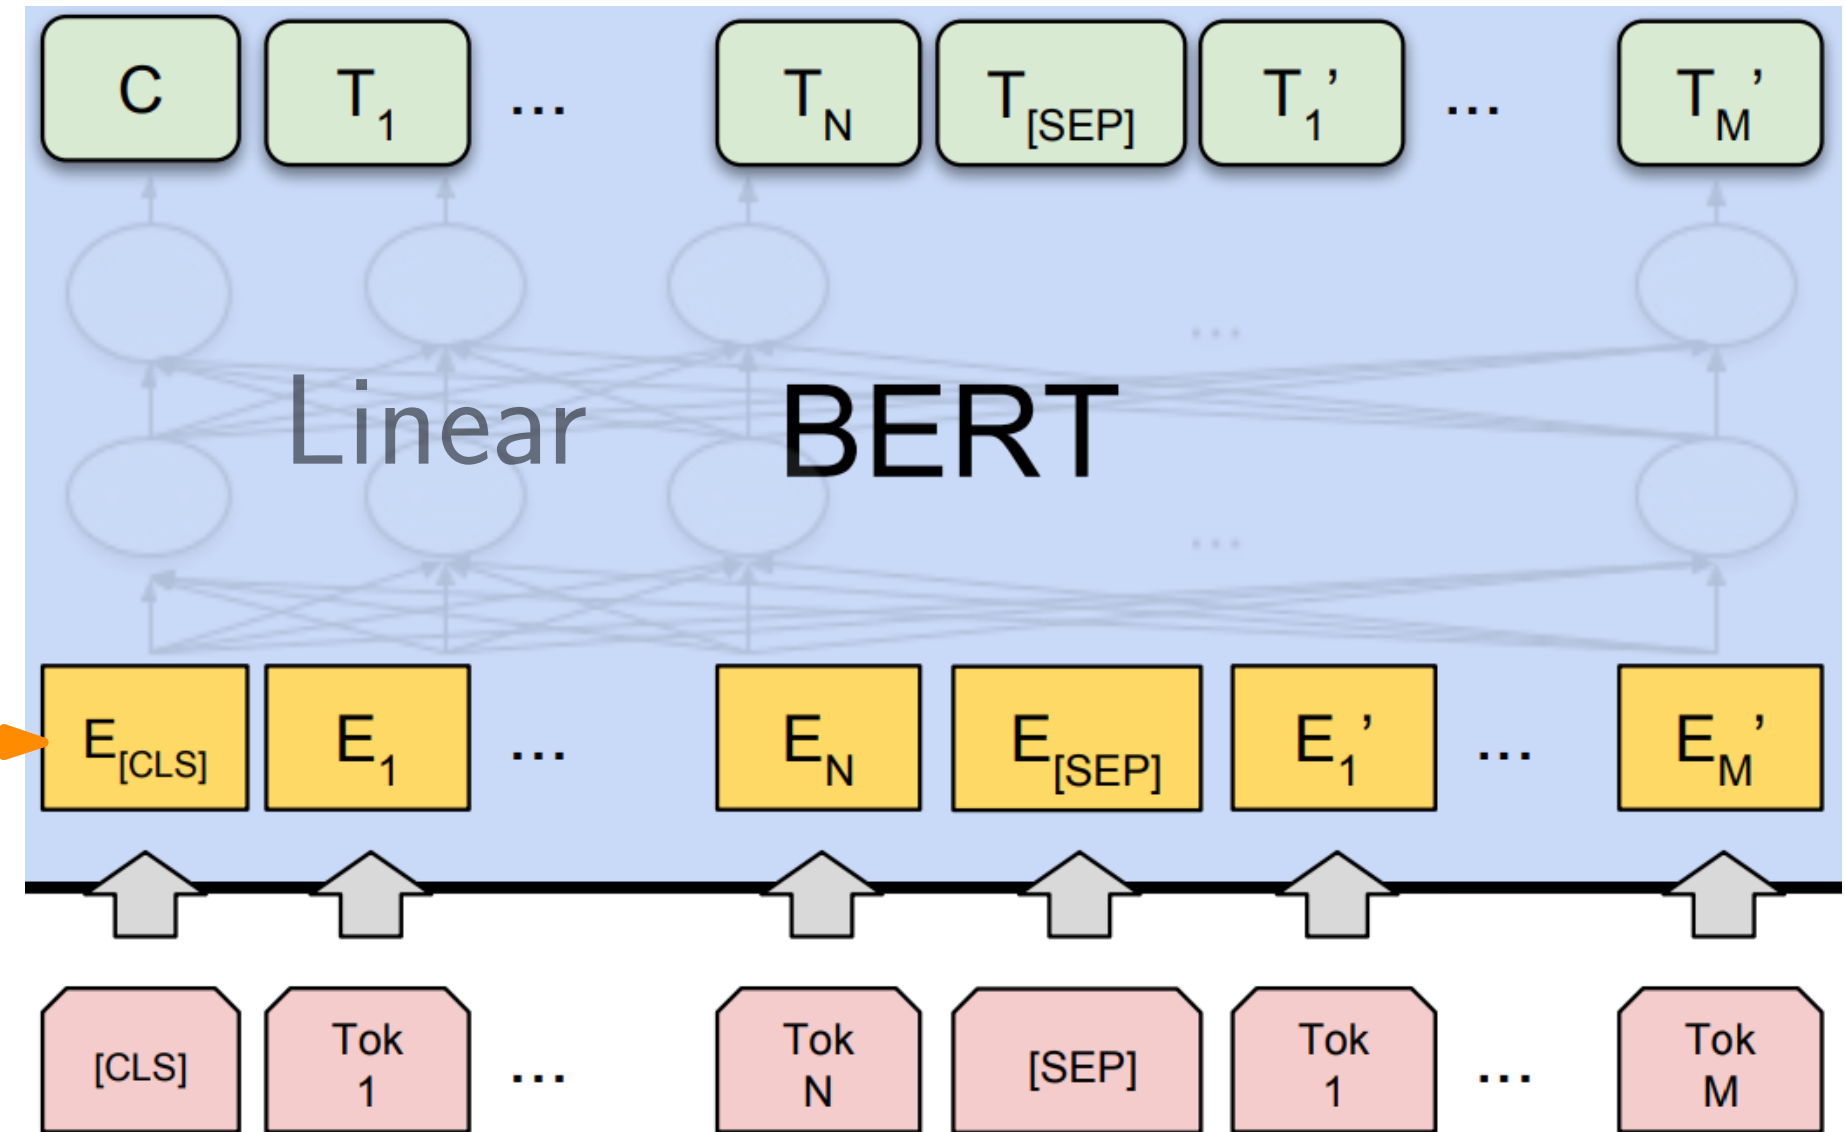 C T1 ... TN T[SEP] T1’ ... TM’
...
Linear BERT
...
E[CLS] E1 ... EN E[SEP] E1’ ... EM’
[CLS] Tok 1 ... Tok N [SEP] Tok 1 ... Tok M